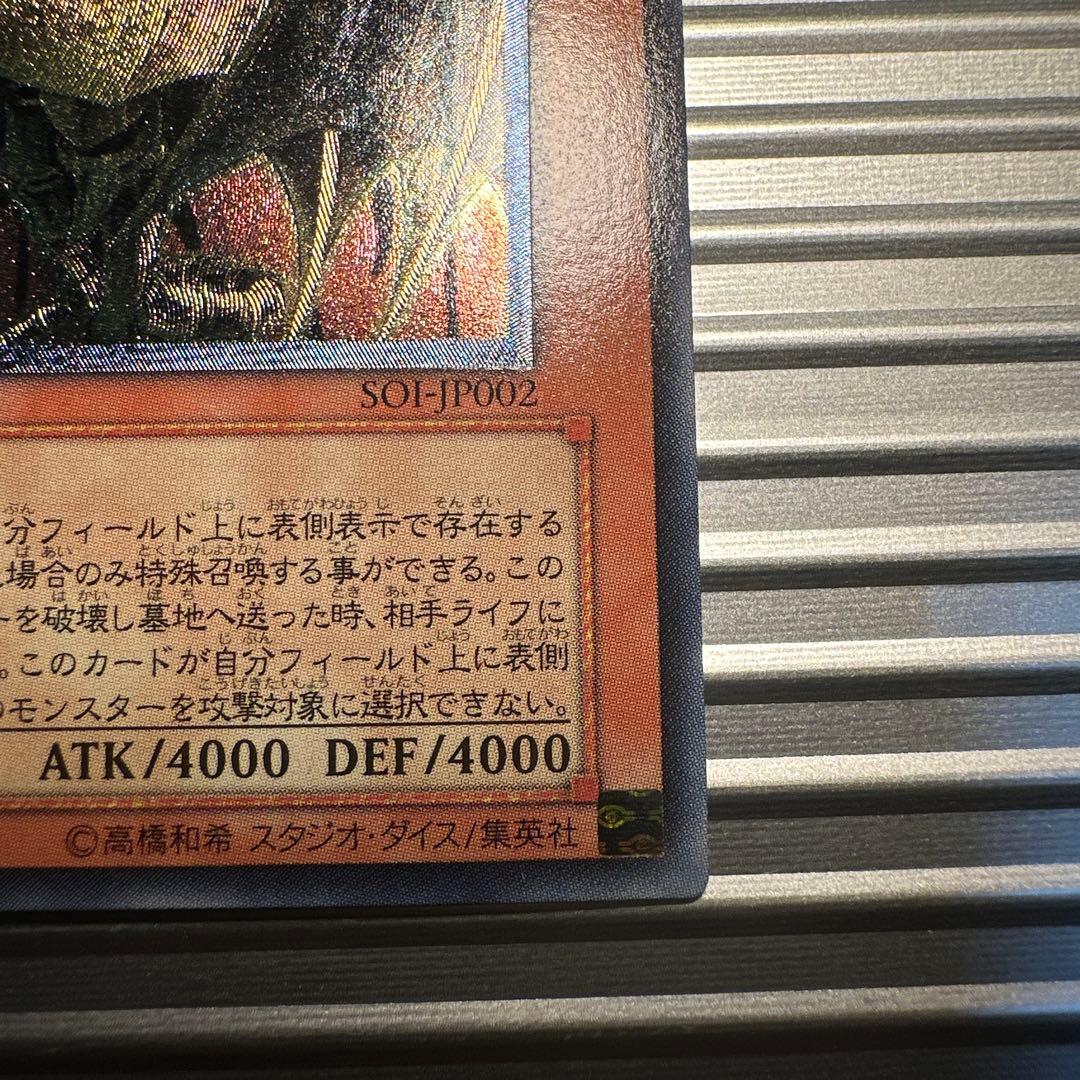 SOI-JP002
分フィールド上に表側表示で存在する
場合のみ特殊召喚する事ができる。この
ーを破壊し墓地へ送った時、相手ライフに
。このカードが自分フィールド上に表側
のモンスターを攻撃対象に選択できない。
ATK/4000 DEF/4000
©高橋和希 スタジオ・ダイス/集英社